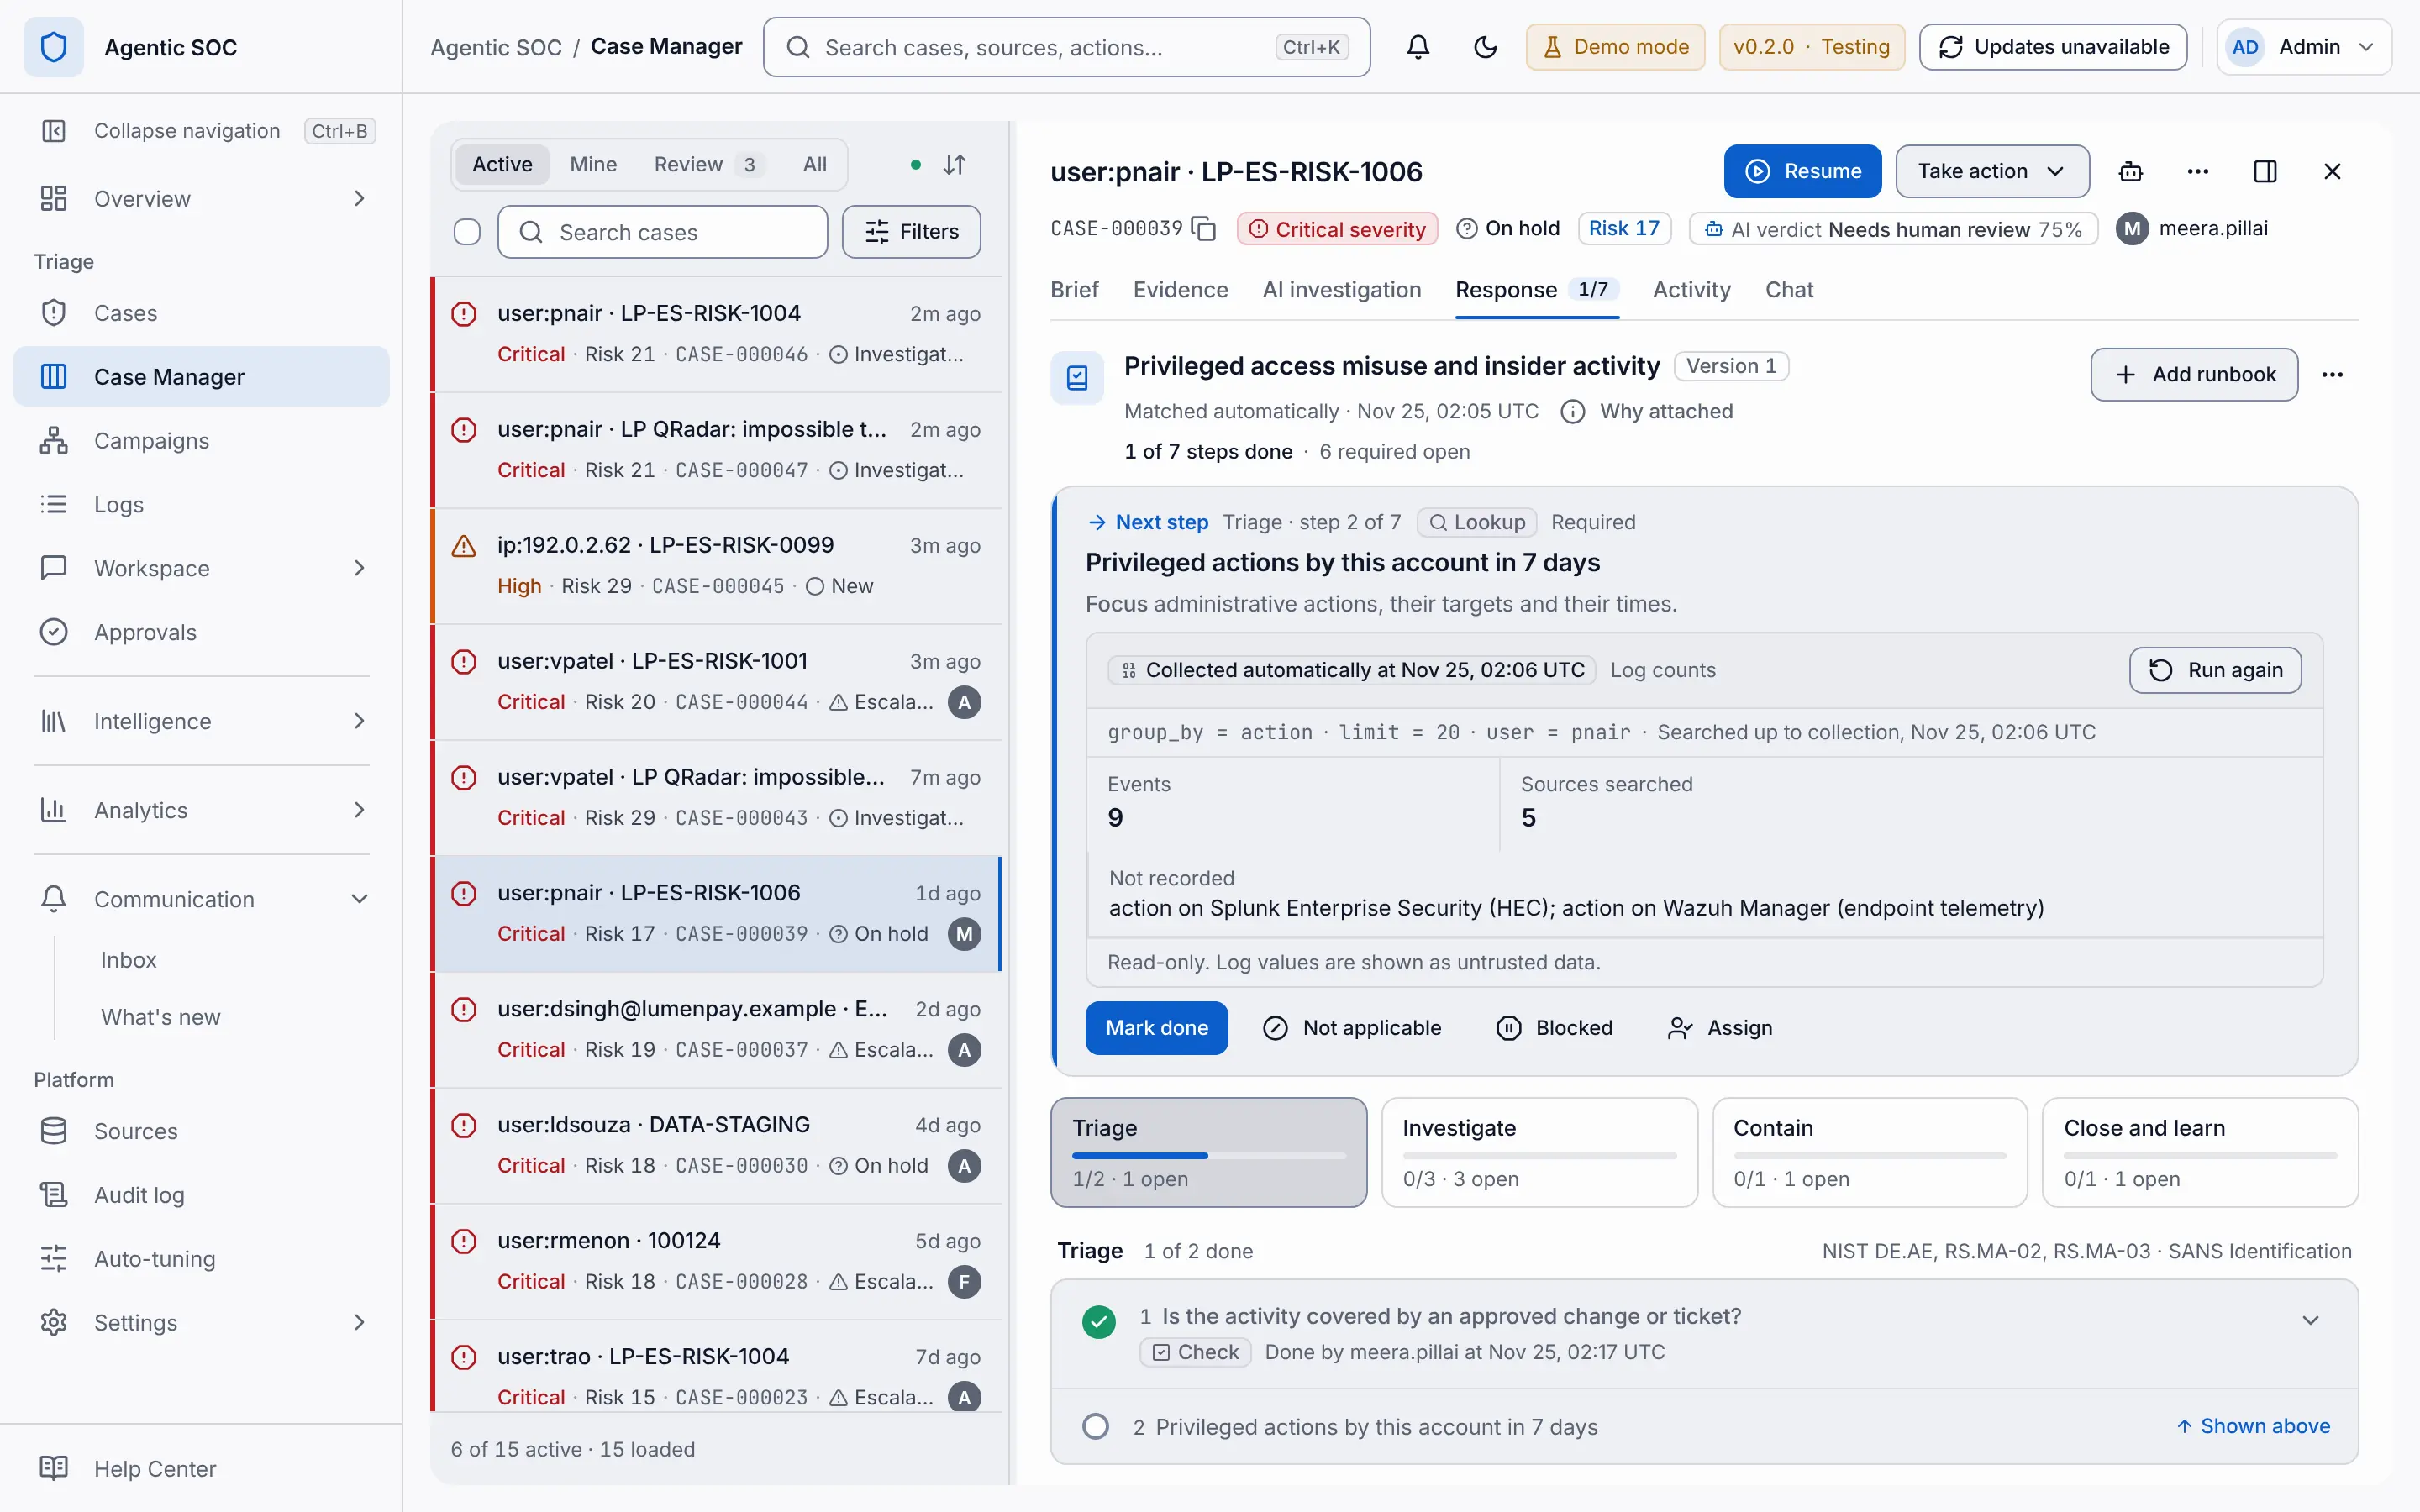 Agentic SOC
Agentic SOC / Case Manager
Search cases, sources, actions...
Ctrl+K
Demo mode
v0.2.0 · Testing
Updates unavailable
AD
Admin
Collapse navigation
Ctrl+B
Overview
Triage
Cases
Case Manager
Campaigns
Logs
Workspace
Approvals
Intelligence
Analytics
Communication
Inbox
What's new
Platform
Sources
Audit log
Auto-tuning
Settings
Help Center
Active
Mine
Review 3
All
Search cases
Filters
user:pnair · LP-ES-RISK-1004
2m ago
Critical · Risk 21 · CASE-000046 · Investigat...
user:pnair · LP QRadar: impossible t...
2m ago
Critical · Risk 21 · CASE-000047 · Investigat...
ip:192.0.2.62 · LP-ES-RISK-0099
3m ago
High · Risk 29 · CASE-000045 · New
user:vpatel · LP-ES-RISK-1001
3m ago
Critical · Risk 20 · CASE-000044 · Escala...
A
user:vpatel · LP QRadar: impossible...
7m ago
Critical · Risk 29 · CASE-000043 · Investigat...
user:pnair · LP-ES-RISK-1006
1d ago
Critical · Risk 17 · CASE-000039 · On hold
M
user:dsingh@lumenpay.example · E...
2d ago
Critical · Risk 19 · CASE-000037 · Escala...
A
user:ldsouza · DATA-STAGING
4d ago
Critical · Risk 18 · CASE-000030 · On hold
A
user:rmenon · 100124
5d ago
Critical · Risk 18 · CASE-000028 · Escala...
F
user:trao · LP-ES-RISK-1004
7d ago
Critical · Risk 15 · CASE-000023 · Escala...
A
6 of 15 active · 15 loaded
user:pnair · LP-ES-RISK-1006
Resume
Take action
CASE-000039
Critical severity
On hold
Risk 17
AI verdict Needs human review 75%
M
meera.pillai
Brief
Evidence
AI investigation
Response 1/7
Activity
Chat
Privileged access misuse and insider activity
Version 1
Add runbook
Matched automatically · Nov 25, 02:05 UTC
Why attached
1 of 7 steps done · 6 required open
Next step
Triage · step 2 of 7
Lookup
Required
Privileged actions by this account in 7 days
Focus administrative actions, their targets and their times.
Collected automatically at Nov 25, 02:06 UTC
Log counts
Run again
group_by = action · limit = 20 · user = pnair · Searched up to collection, Nov 25, 02:06 UTC
Events
9
Sources searched
5
Not recorded
action on Splunk Enterprise Security (HEC); action on Wazuh Manager (endpoint telemetry)
Read-only. Log values are shown as untrusted data.
Mark done
Not applicable
Blocked
Assign
Triage
1/2 · 1 open
Investigate
0/3 · 3 open
Contain
0/1 · 1 open
Close and learn
0/1 · 1 open
Triage 1 of 2 done
NIST DE.AE, RS.MA-02, RS.MA-03 · SANS Identification
1 Is the activity covered by an approved change or ticket?
Check
Done by meera.pillai at Nov 25, 02:17 UTC
2 Privileged actions by this account in 7 days
Shown above